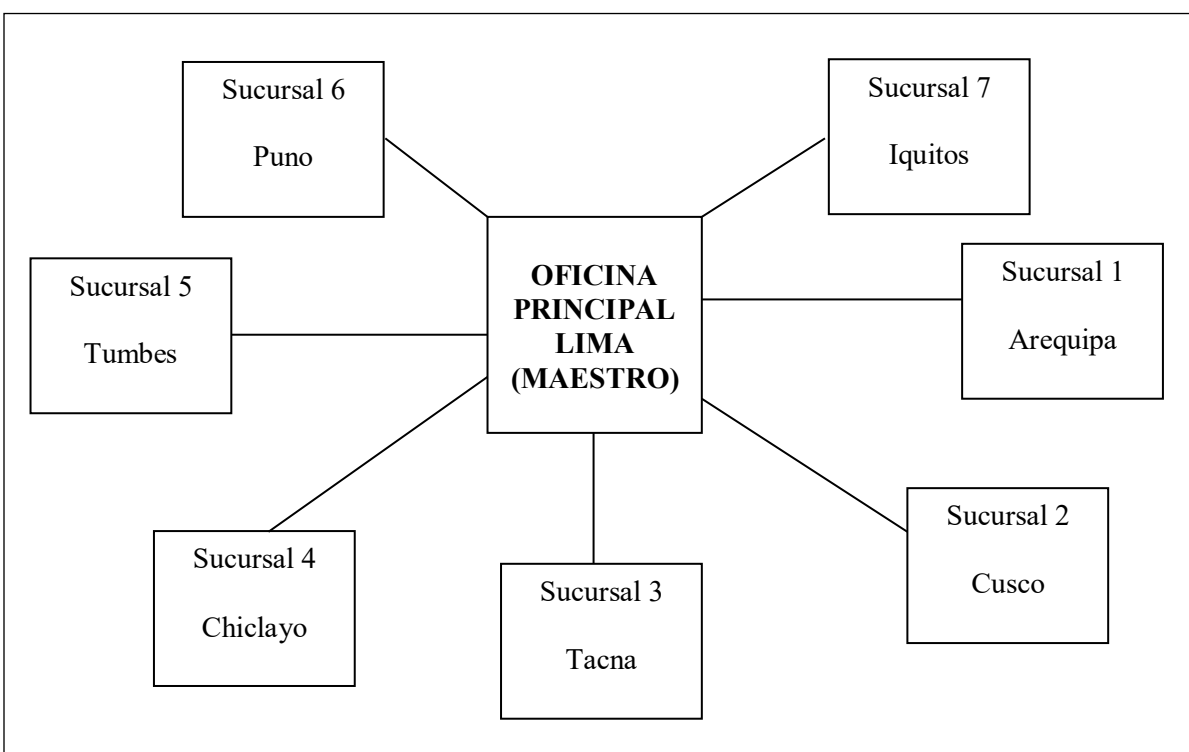 Sucursal 6
Puno
Sucursal 7
Iquitos
OFICINA
PRINCIPAL
LIMA
(MAESTRO)
Sucursal 5
Tumbes
Sucursal 1
Arequipa
Sucursal 4
Chiclayo
Sucursal 3
Tacna
Sucursal 2
Cusco